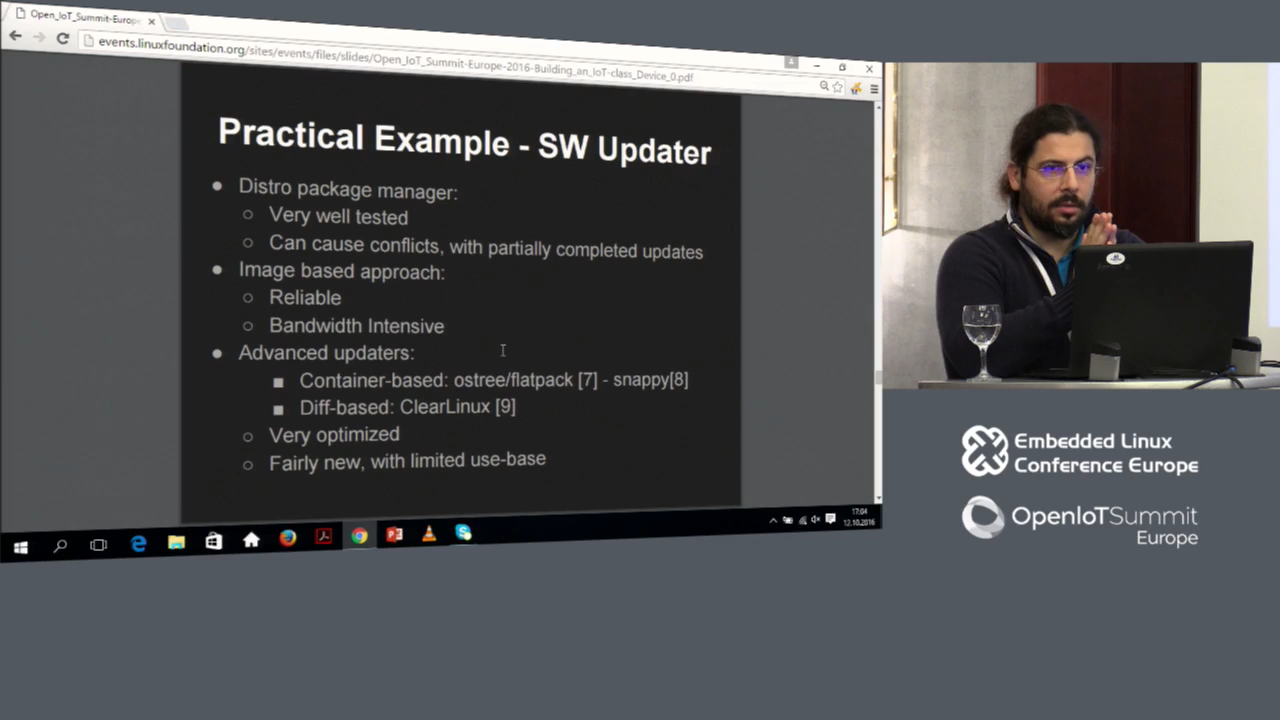 Open_IoT_Summit-Europe
events.linuxfoundation.org/sites/events/files/slides/Open_IoT_Summit-Europe-2016-Building_an_IoT-class_Device_0.pdf
Practical Example - SW Updater
● Distro package manager:
○ Very well tested
○ Can cause conflicts, with partially completed updates
● Image based approach:
○ Reliable
○ Bandwidth Intensive
● Advanced updaters:
■ Container-based: ostree/flatpack [7] - snappy[8]
■ Diff-based: ClearLinux [9]
○ Very optimized
○ Fairly new, with limited use-base
17:04
12.10.2016
Embedded Linux
Conference Europe
OpenIoTSummit
Europe